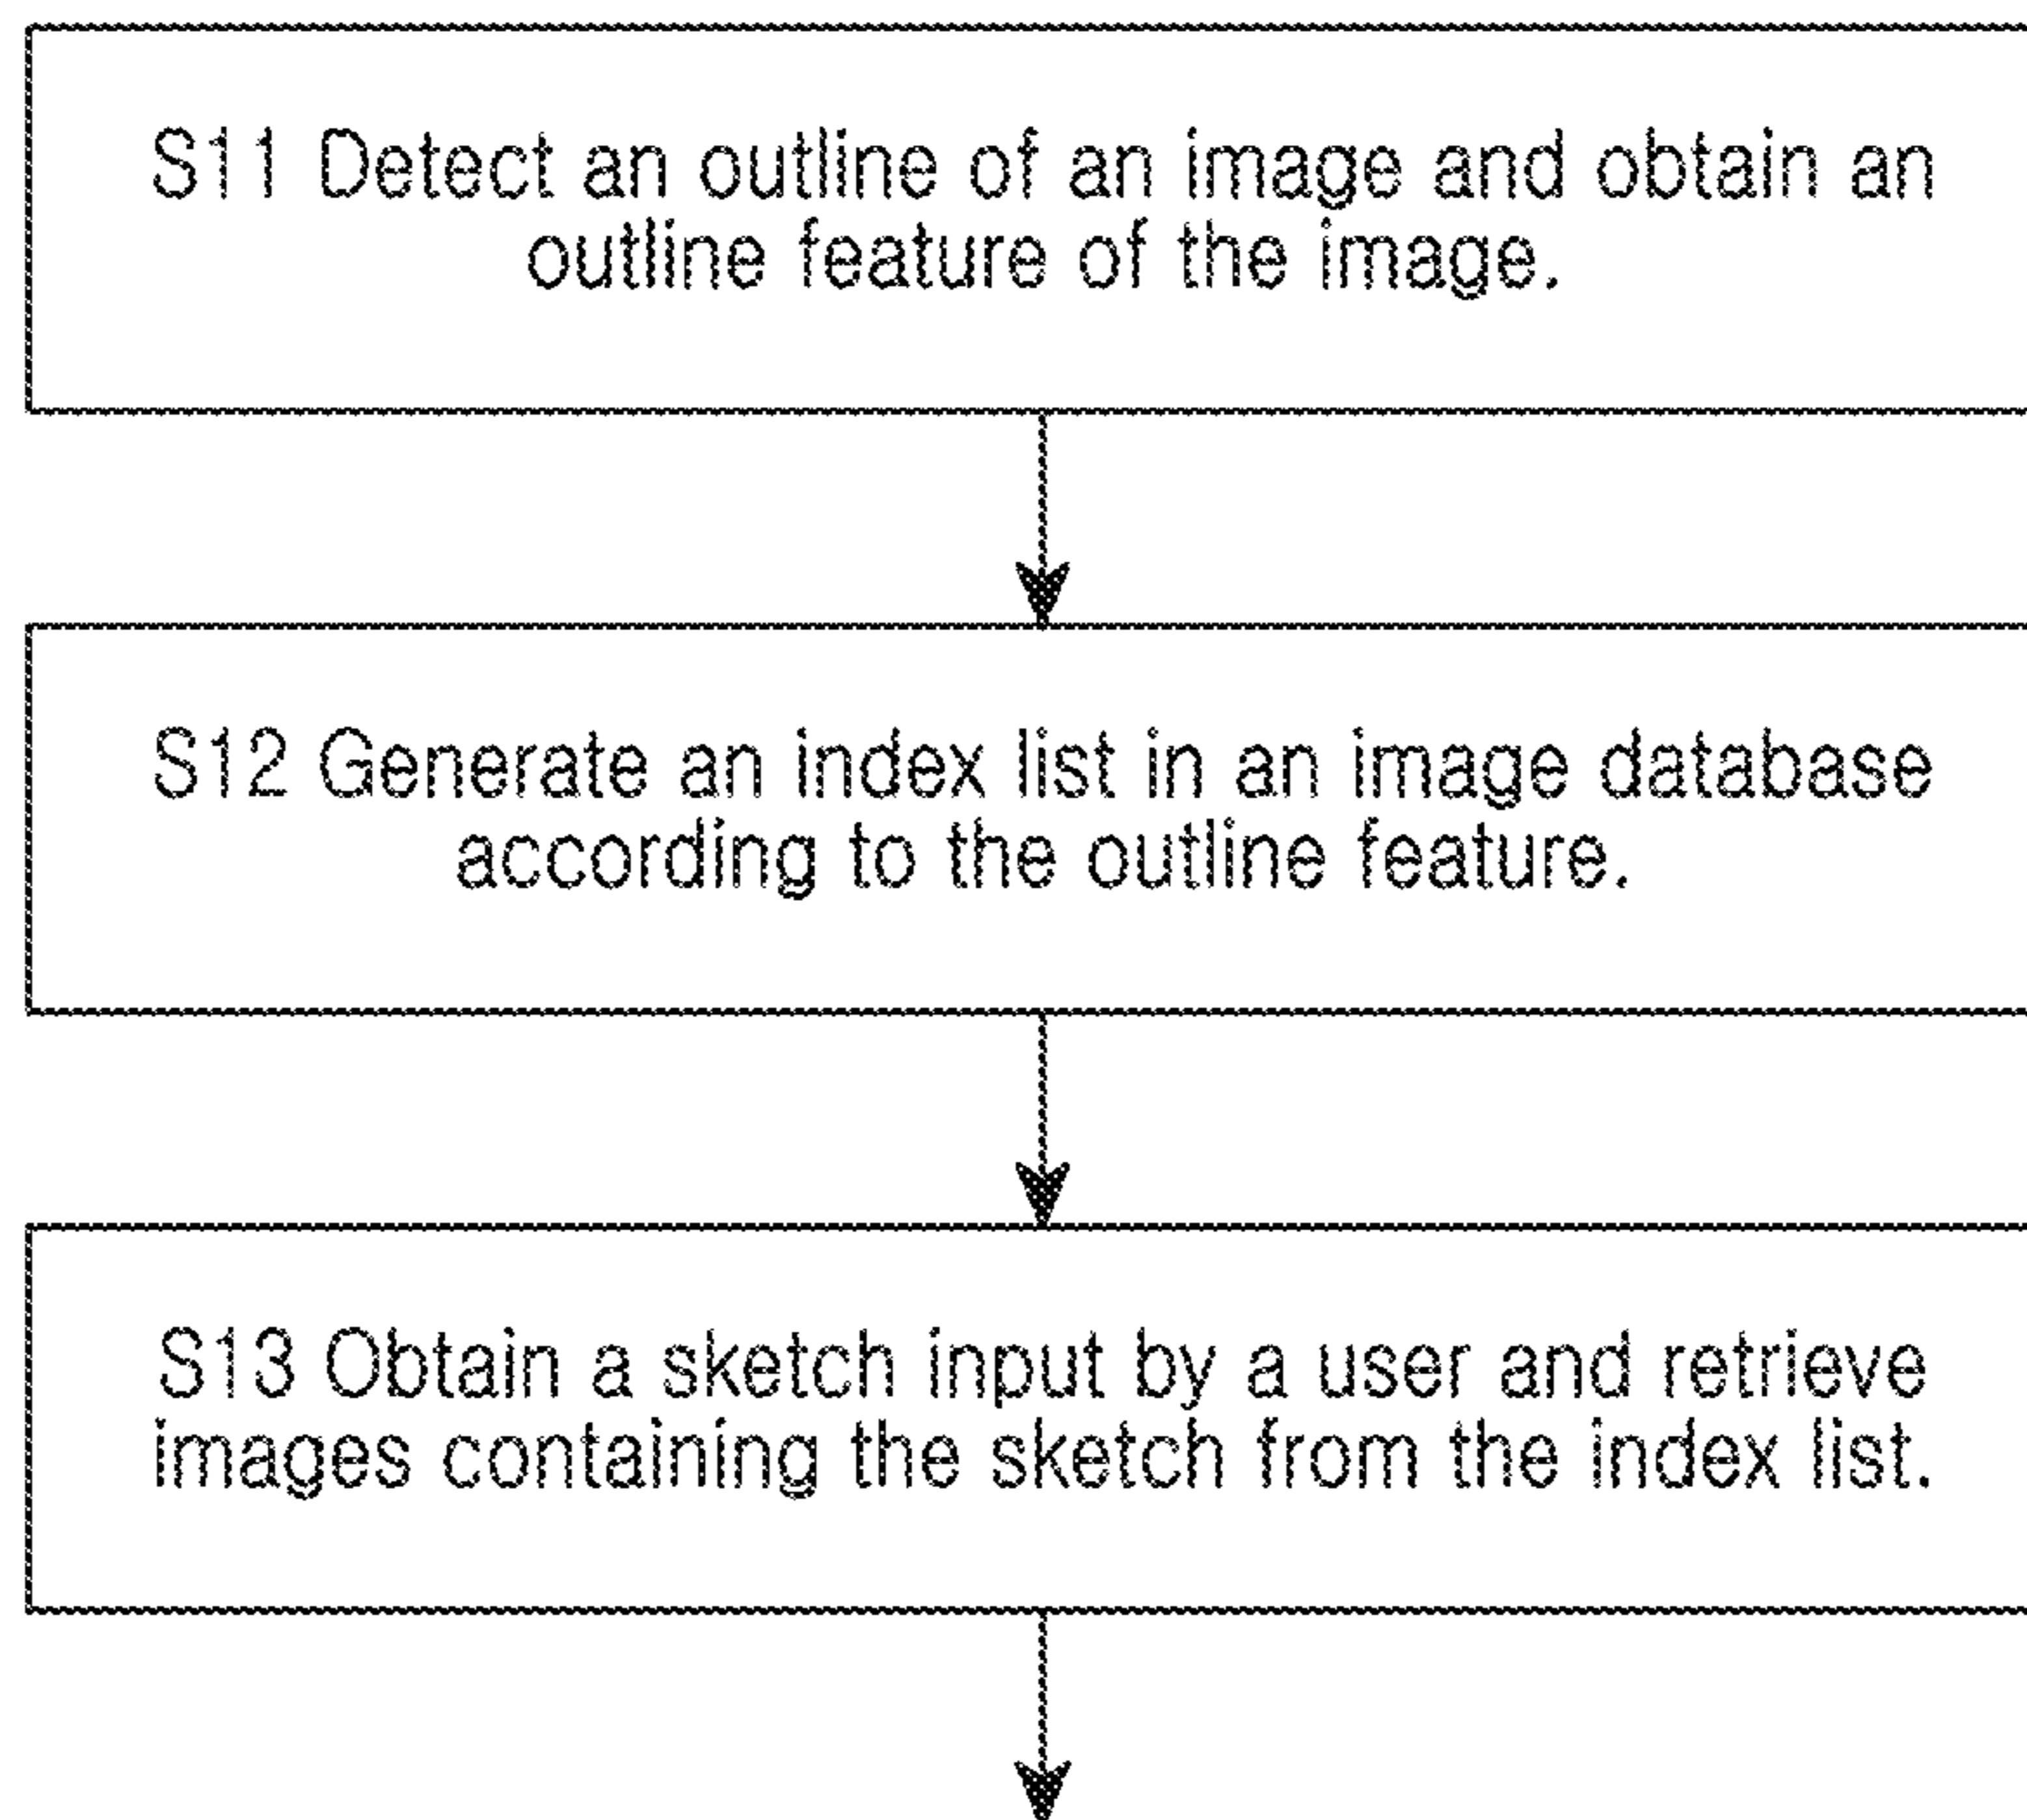 S11 Detect an outline of an image and obtain an
outline feature of the image.
S12 Generate an index list in an image database
according to the outline feature.
S13 Obtain a sketch input by a user and retrieve
images containing the sketch from the index list.